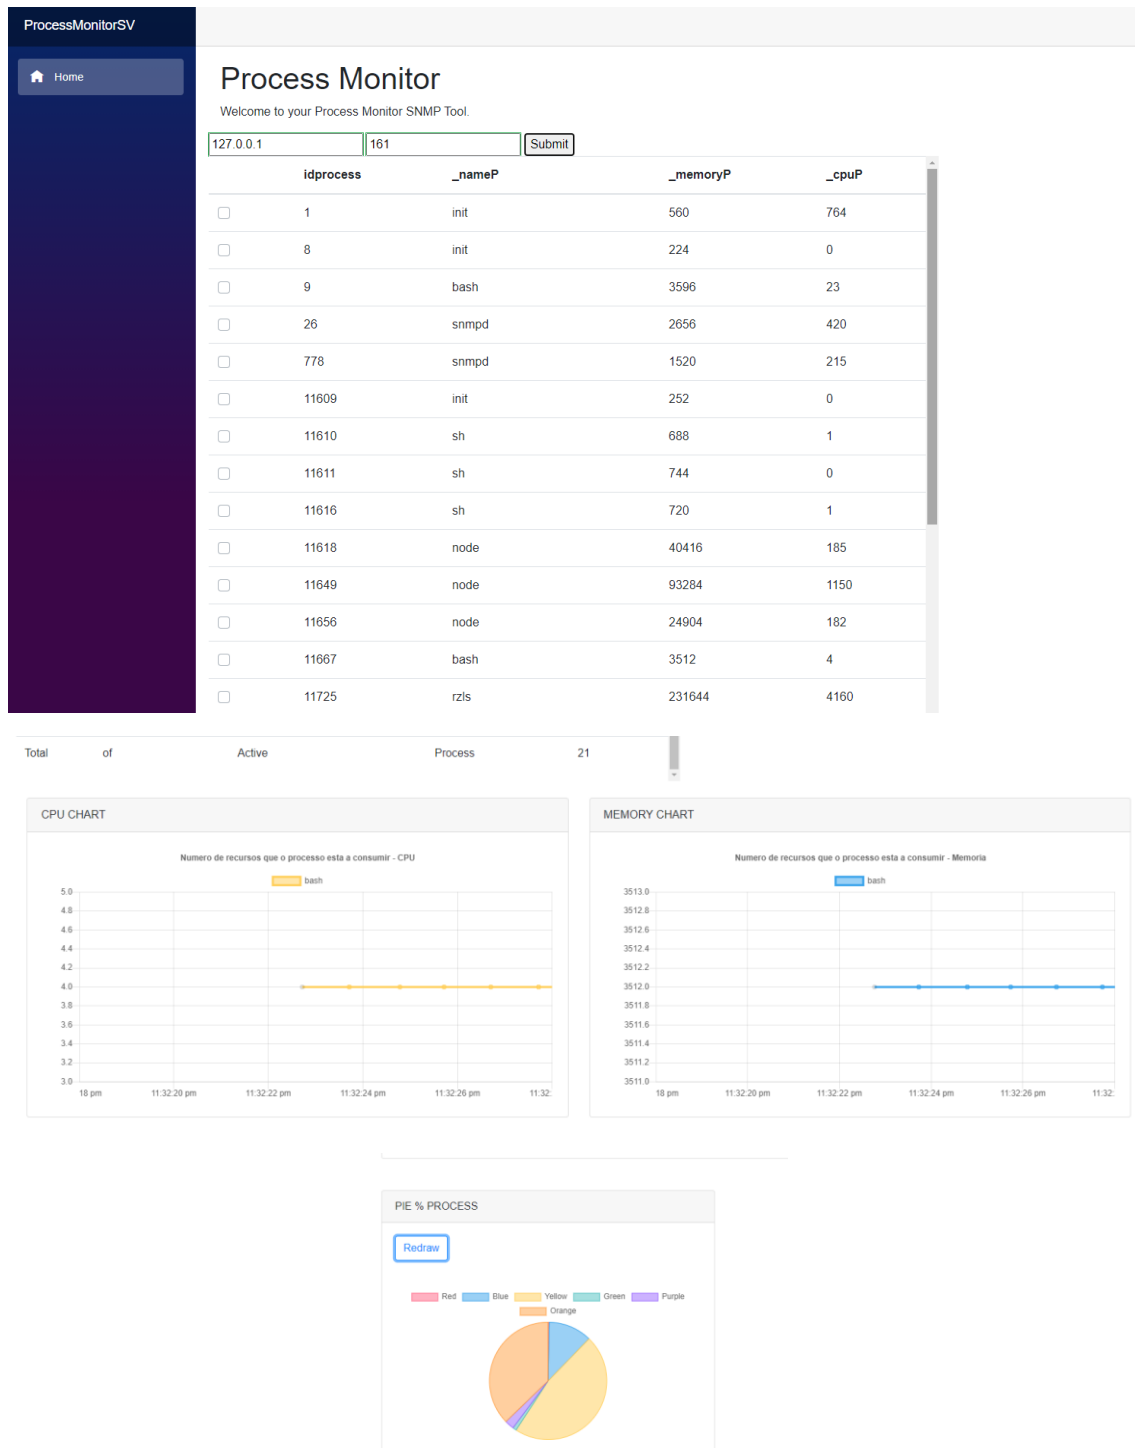 ProcessMonitorSV
Home
Process Monitor
Welcome to your Process Monitor SNMP Tool.
127.0.0.1 161 Submit
idprocess _nameP _memoryP _cpuP
1 init 560 764
8 init 224 0
9 bash 3596 23
26 snmpd 2656 420
778 snmpd 1520 215
11609 init 252 0
11610 sh 688 1
11611 sh 744 0
11616 sh 720 1
11618 node 40416 185
11649 node 93284 1150
11656 node 24904 182
11667 bash 3512 4
11725 rzls 231644 4160
Total of Active Process 21
CPU CHART
Numero de recursos que o processo esta a consumir - CPU
bash
5.0
4.8
4.6
4.4
4.2
4.0
3.8
3.6
3.4
3.2
3.0
18 pm 11:32:20 pm 11:32:22 pm 11:32:24 pm 11:32:26 pm 11:32:
MEMORY CHART
Numero de recursos que o processo esta a consumir - Memoria
bash
3513.0
3512.8
3512.6
3512.4
3512.2
3512.0
3511.8
3511.6
3511.4
3511.2
3511.0
18 pm 11:32:20 pm 11:32:22 pm 11:32:24 pm 11:32:26 pm 11:32:
PIE % PROCESS
Redraw
Red Blue Yellow Green Purple
Orange